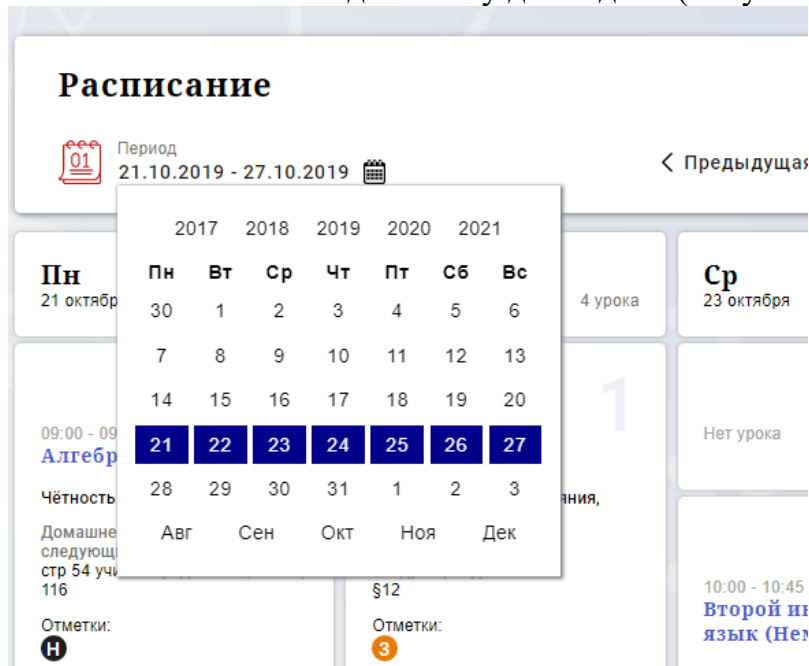 Расписание
01
Период
21.10.2019 - 27.10.2019
Предыдущая
2017 2018 2019 2020 2021
Пн Вт Ср Чт Пт Сб Вс
30 1 2 3 4 5 6
7 8 9 10 11 12 13
14 15 16 17 18 19 20
21 22 23 24 25 26 27
28 29 30 31 1 2 3
Авг Сен Окт Ноя Дек
Пн
21 октябр
4 урока
Ср
23 октября
09:00 - 09
Алгебр
Чётность
Домашне
следующ
стр 54 уч
116
Отметки:
Н
1
яния,
§12
Отметки:
3
Нет урока
10:00 - 10:45
Второй ин
язык (Нем